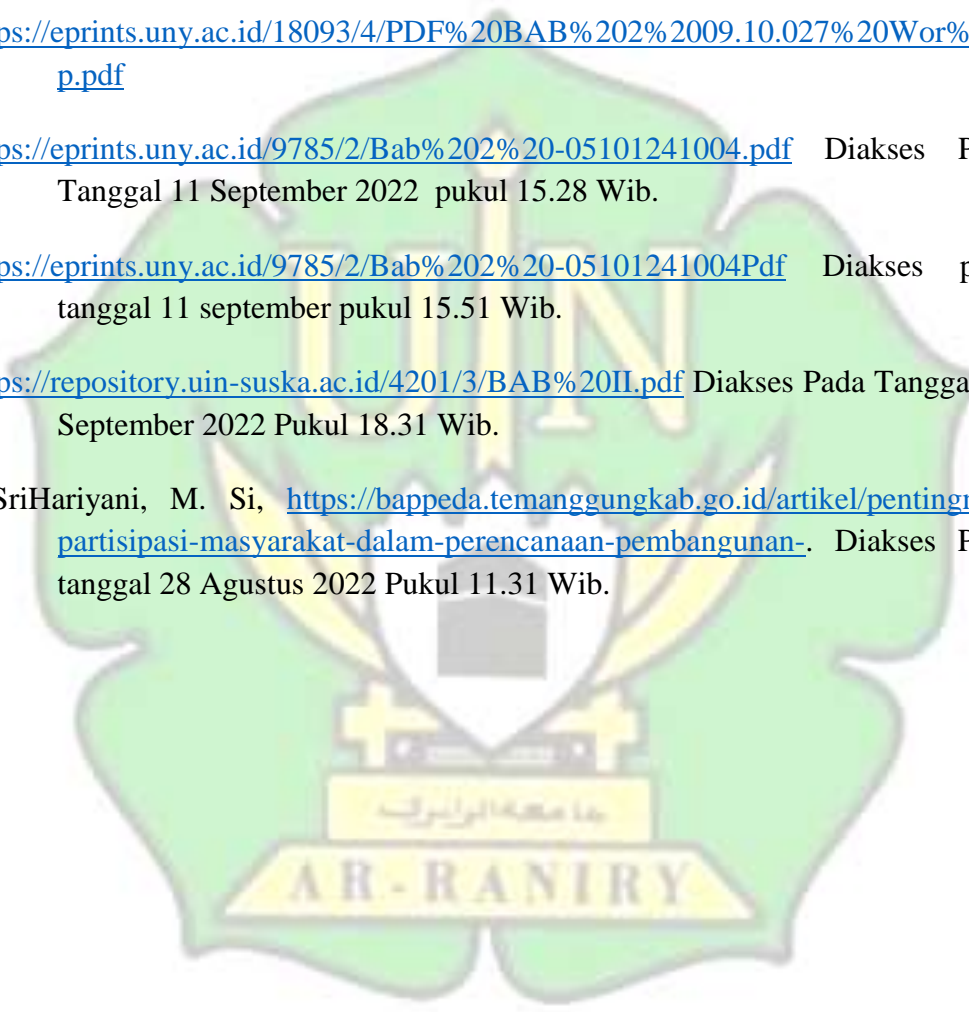 ps://eprints.uny.ac.id/18093/4/PDF%20BAB%202%2009.10.027%20Wor%
p.pdf
ps://eprints.uny.ac.id/9785/2/Bab%202%20-05101241004.pdf Diakses P
Tanggal 11 September 2022 pukul 15.28 Wib.
ps://eprints.uny.ac.id/9785/2/Bab%202%20-05101241004Pdf Diakses p
tanggal 11 september pukul 15.51 Wib.
ps://repository.uin-suska.ac.id/4201/3/BAB%20II.pdf Diakses Pada Tangga
September 2022 Pukul 18.31 Wib.
SriHariyani, M. Si, https://bappeda.temanggungkab.go.id/artikel/penting
partisipasi-masyarakat-dalam-perencanaan-pembangunan-. Diakses P
tanggal 28 Agustus 2022 Pukul 11.31 Wib.
UIN
جامعة الرانيري
AR-RANIRY